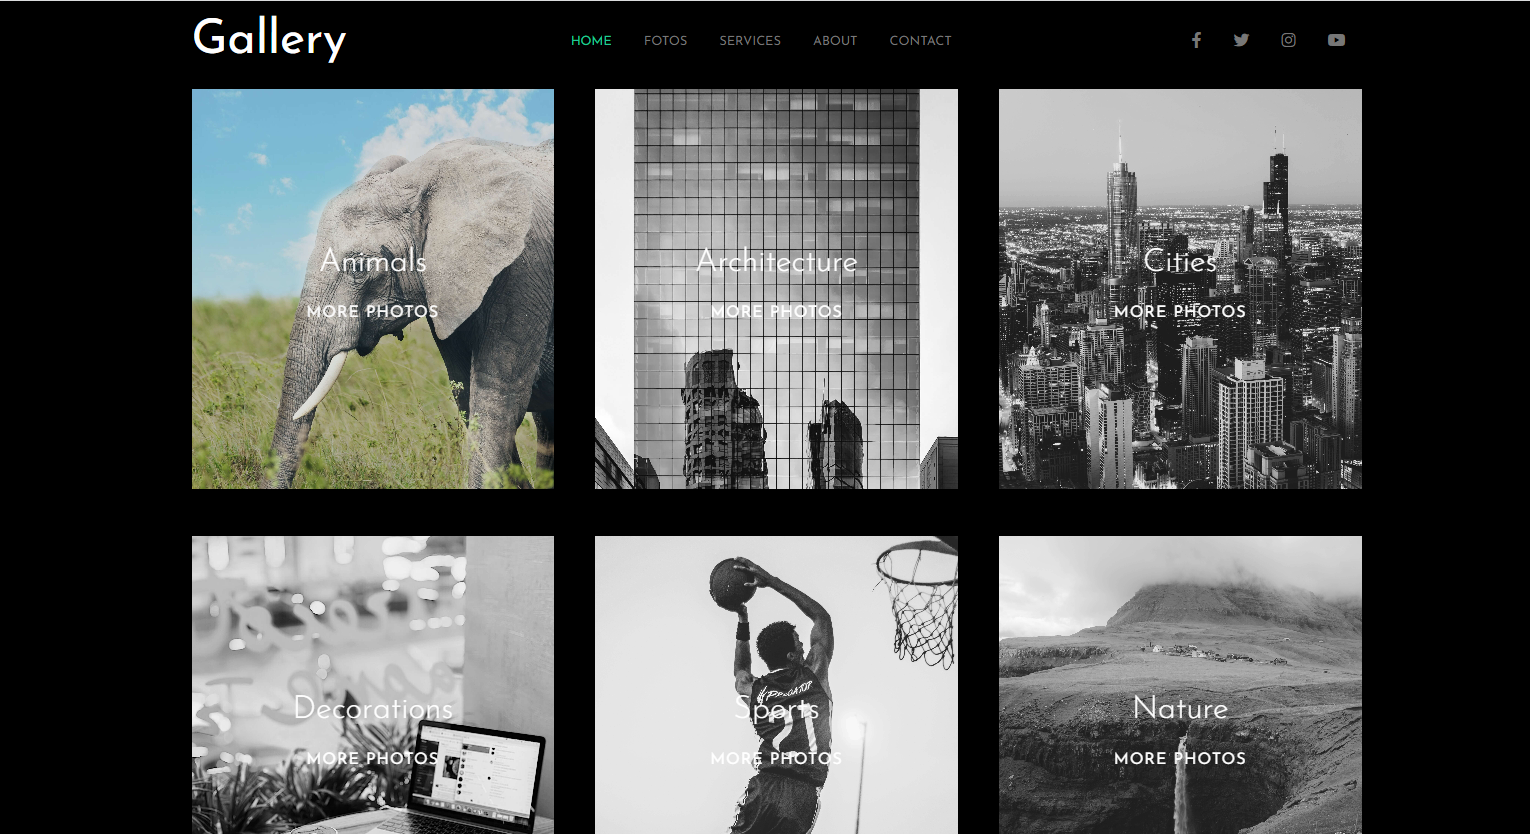 Gallery
HOME FOTOS SERVICES ABOUT CONTACT
Animals
MORE PHOTOS
Architecture
MORE PHOTOS
Cities
MORE PHOTOS
Decorations
MORE PHOTOS
21
Sports
MORE PHOTOS
Nature
MORE PHOTOS